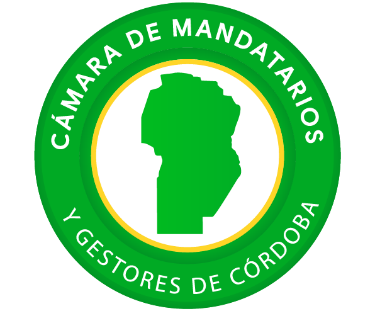 CÁMARA DE MANDATARIOS
Y GESTORES DE CÓRDOBA